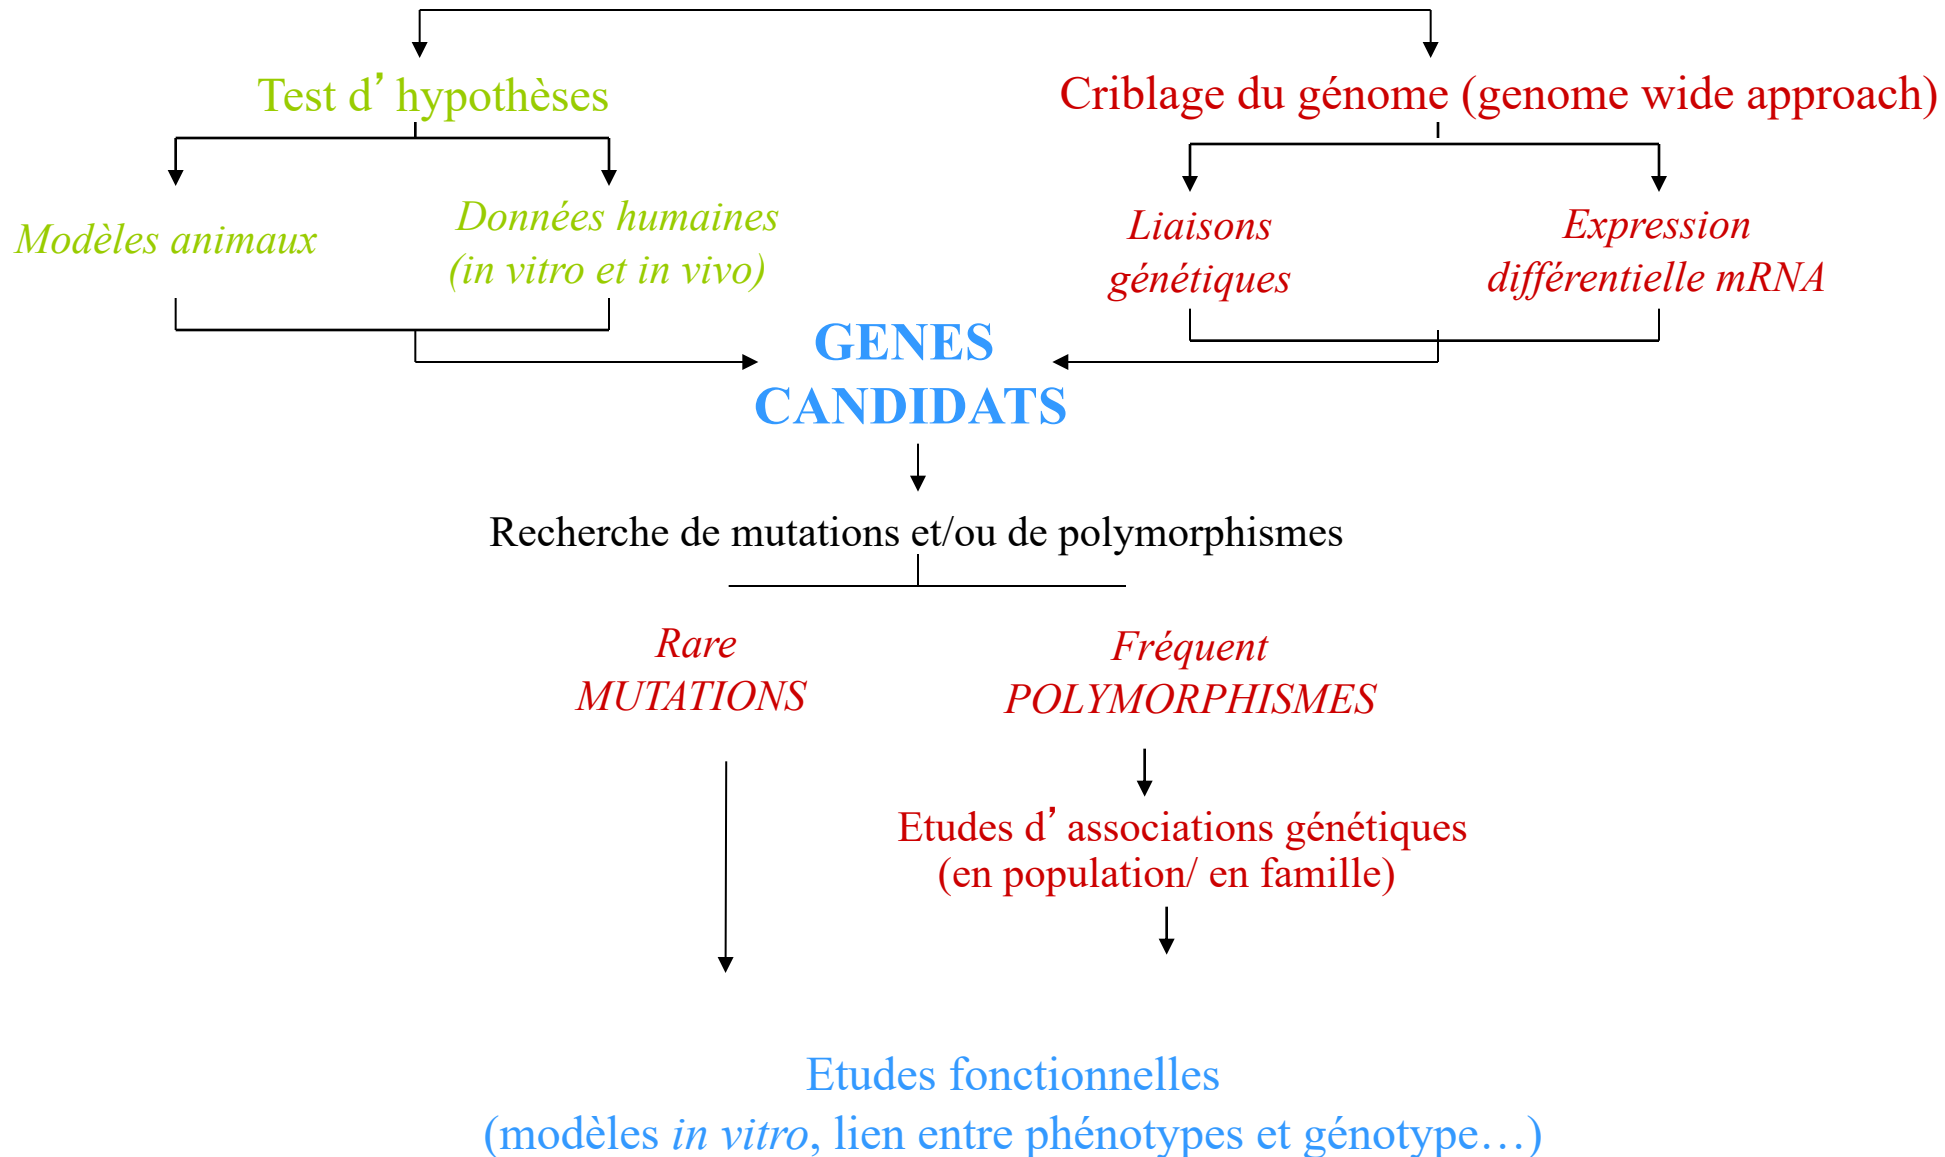 Test d’ hypothèses
Criblage du génome (genome wide approach)
Modèles animaux
Données humaines
(in vitro et in vivo)
Liaisons
génétiques
Expression
différentielle mRNA
GENES
CANDIDATS
Recherche de mutations et/ou de polymorphismes
Rare
MUTATIONS
Fréquent
POLYMORPHISMES
Etudes d’ associations génétiques
(en population/ en famille)
Etudes fonctionnelles
(modèles in vitro, lien entre phénotypes et génotype…)